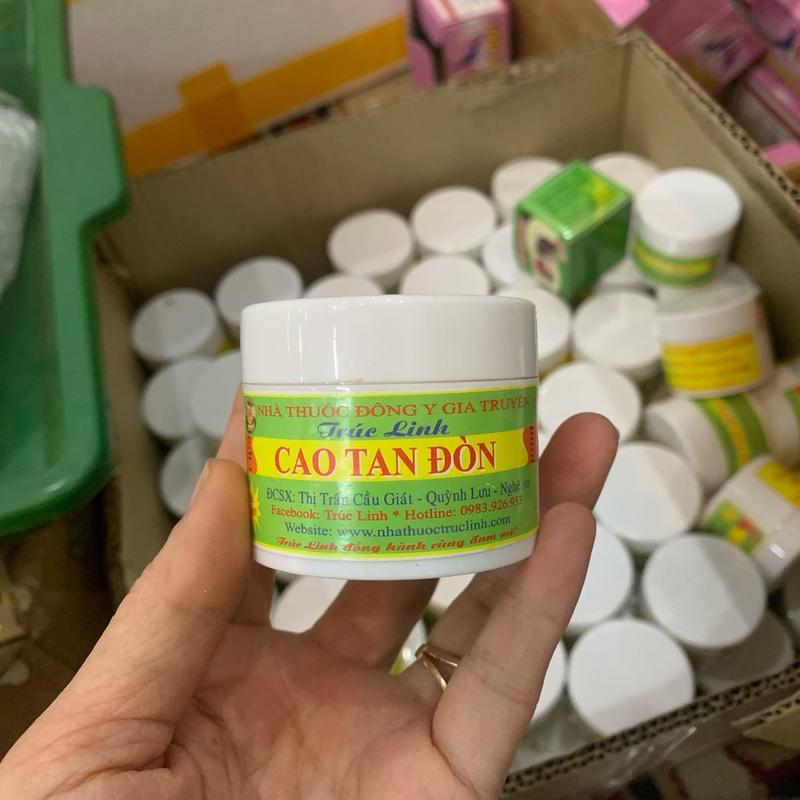 NHÀ THUỐC ĐÔNG Y GIA TRUYỀN
Trúc Linh
CAO TAN ĐÒN
ĐCSX: Thị Trấn Cầu Giát - Quỳnh Lưu - Nghệ An
Facebook: Trúc Linh * Hotline: 0983.926.953
Website: www.nhathuoctruclinh.com
Trúc Linh đồng hành cùng đam mê